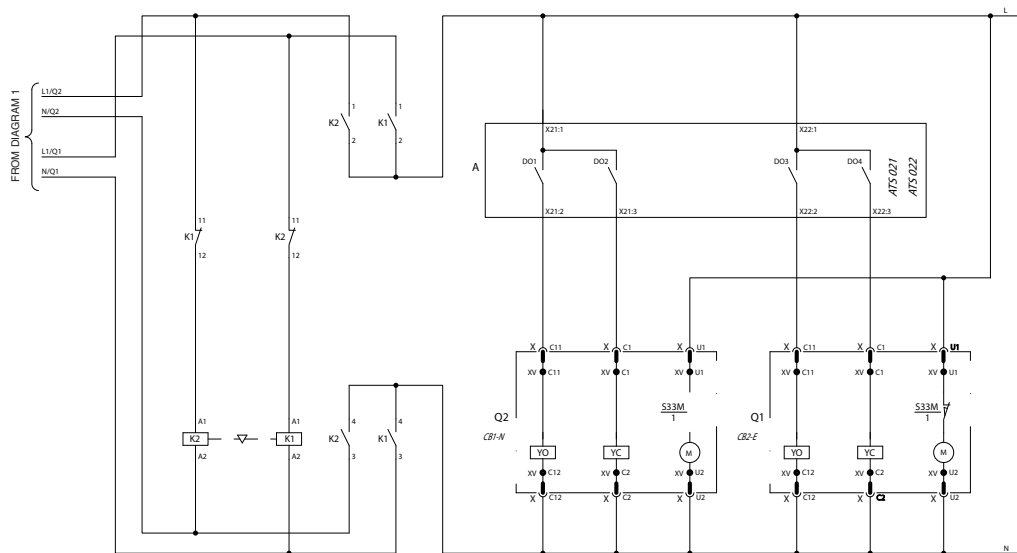 L
FROM DIAGRAM 1
L1/Q2
N/Q2
L1/Q1
N/Q1
1
1
K2
K1
2
2
X21:1
X22:1
A
DO1
DO2
DO3
DO4
ATS 021
ATS 022
X21:2
X21:3
X22:2
X22:3
11
11
K1
K2
12
12
X
C11
X
C1
X
U1
X
C11
X
C1
X
U1
XV
C11
XV
C1
XV
U1
XV
C11
XV
C1
XV
U1
Q2
S33M
1
Q1
S33M
1
CB1-N
CB2-E
A1
A1
4
4
K2
K1
K2
K1
A2
A2
3
3
YO
YC
M
YO
YC
M
XV
C12
XV
C2
XV
U2
XV
C12
XV
C2
XV
U2
X
C12
X
C2
X
U2
X
C12
X
C2
X
U2
N